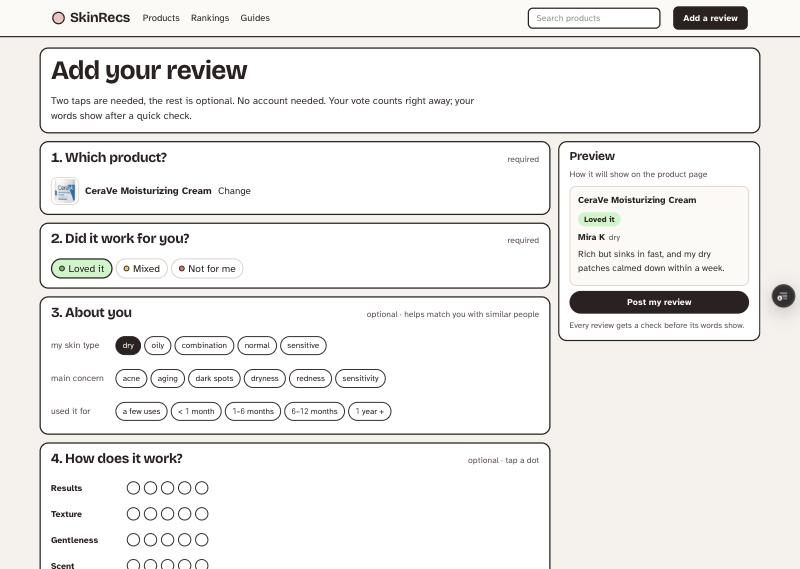 SkinRecs Products Rankings Guides Search products Add a review
Add your review
Two taps are needed, the rest is optional. No account needed. Your vote counts right away; your
words show after a quick check.
1. Which product? required
CeraVe Moisturizing Cream Change
2. Did it work for you? required
Loved it Mixed Not for me
3. About you optional · helps match you with similar people
my skin type dry oily combination normal sensitive
main concern acne aging dark spots dryness redness sensitivity
used it for a few uses < 1 month 1–6 months 6–12 months 1 year +
4. How does it work? optional · tap a dot
Results
Texture
Gentleness
Scent
Preview
How it will show on the product page
CeraVe Moisturizing Cream
Loved it
Mira K dry
Rich but sinks in fast, and my dry
patches calmed down within a week.
Post my review
Every review gets a check before its words show.